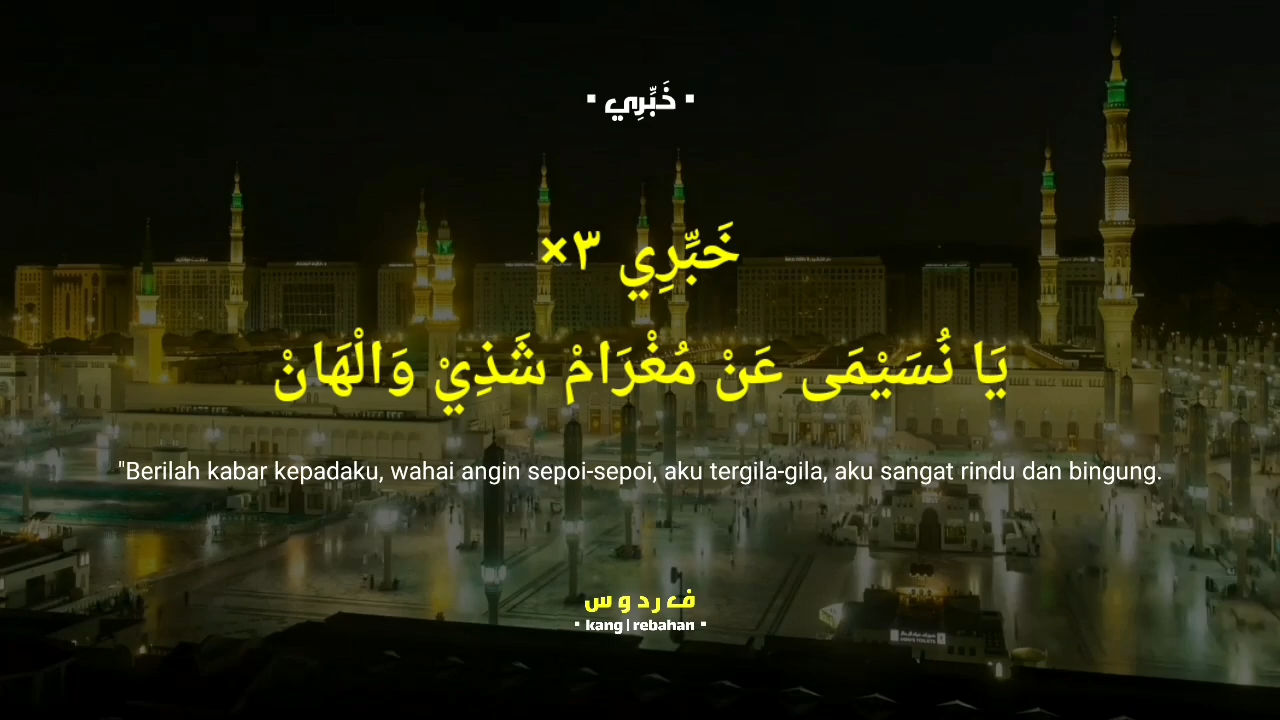 ▪ خَبِّرِي ▪
خَبِّرِي ٣×
يَا نُسَيْمَى عَنْ مُغْرَامْ شَذِيْ وَالْهَانْ
"Berilah kabar kepadaku, wahai angin sepoi-sepoi, aku tergila-gila, aku sangat rindu dan bingung.
ف ر د و س
▪ kang | rebahan ▪